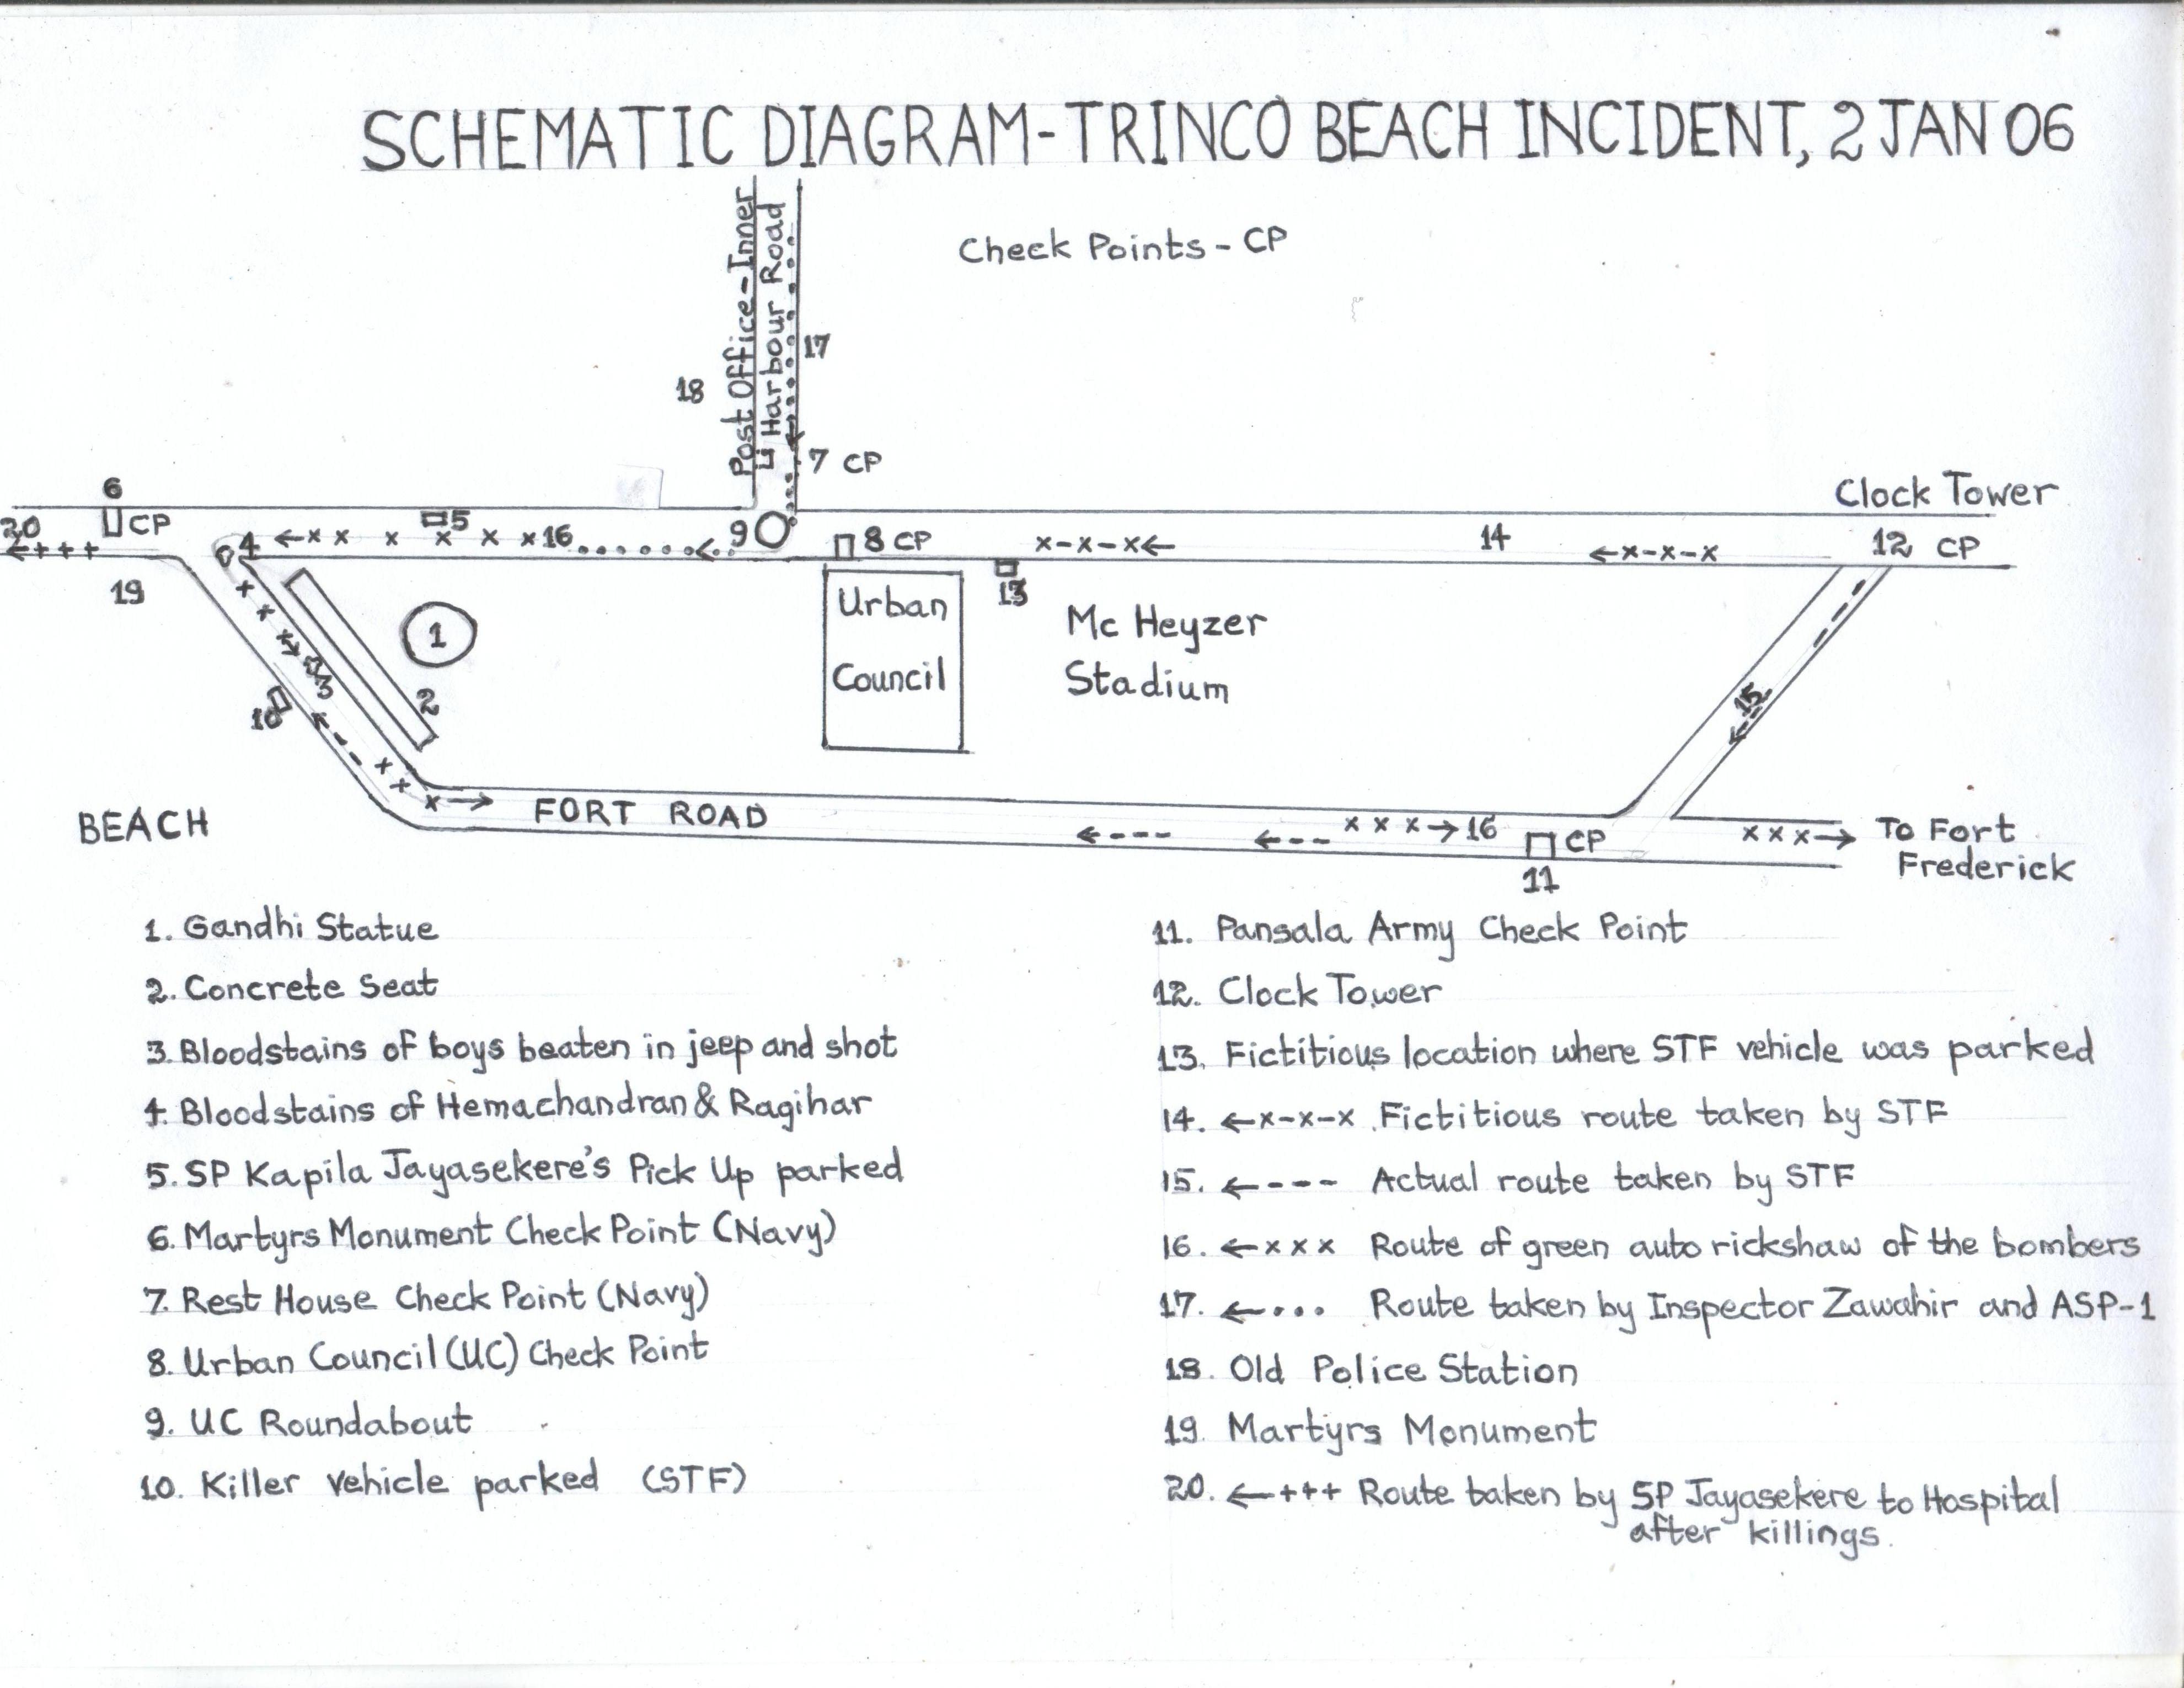 SCHEMATIC DIAGRAM-TRINCO BEACH INCIDENT, 2 JAN 06
Post Office-Inner
Harbour Road
Check Points - CP
17
18
7 CP
6
CP
20
←+++
19
4
←x x x x x x 16
5
9
8 CP
x-x-x←
14
←x-x-x
Clock Tower
12 CP
13
1
2
3
10
Urban
Council
Mc Heyzer
Stadium
15
BEACH
FORT ROAD
←---
←---
x x x→16
CP
11
x x x→
To Fort
Frederick
1. Gandhi Statue
2. Concrete Seat
3. Bloodstains of boys beaten in jeep and shot
4. Bloodstains of Hemachandran & Ragihar
5. SP Kapila Jayasekere's Pick Up parked
6. Martyrs Monument Check Point (Navy)
7. Rest House Check Point (Navy)
8. Urban Council (UC) Check Point
9. UC Roundabout
10. Killer vehicle parked (STF)
11. Pansala Army Check Point
12. Clock Tower
13. Fictitious location where STF vehicle was parked
14. ←x-x-x Fictitious route taken by STF
15. ←--- Actual route taken by STF
16. ←x x x Route of green auto rickshaw of the bombers
17. ←... Route taken by Inspector Zawahir and ASP-1
18. Old Police Station
19. Martyrs Monument
20. ←+++ Route taken by SP Jayasekere to Hospital
after killings.